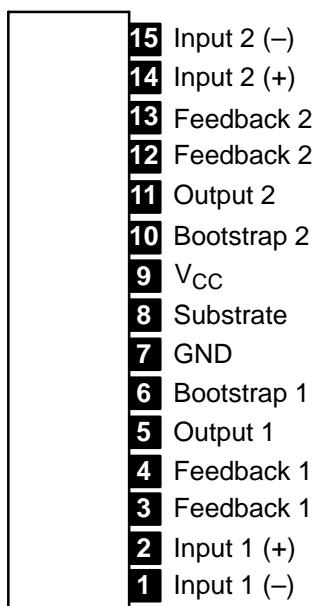 15 Input 2 (–)
14 Input 2 (+)
13 Feedback 2
12 Feedback 2
11 Output 2
10 Bootstrap 2
9 VCC
8 Substrate
7 GND
6 Bootstrap 1
5 Output 1
4 Feedback 1
3 Feedback 1
2 Input 1 (+)
1 Input 1 (–)